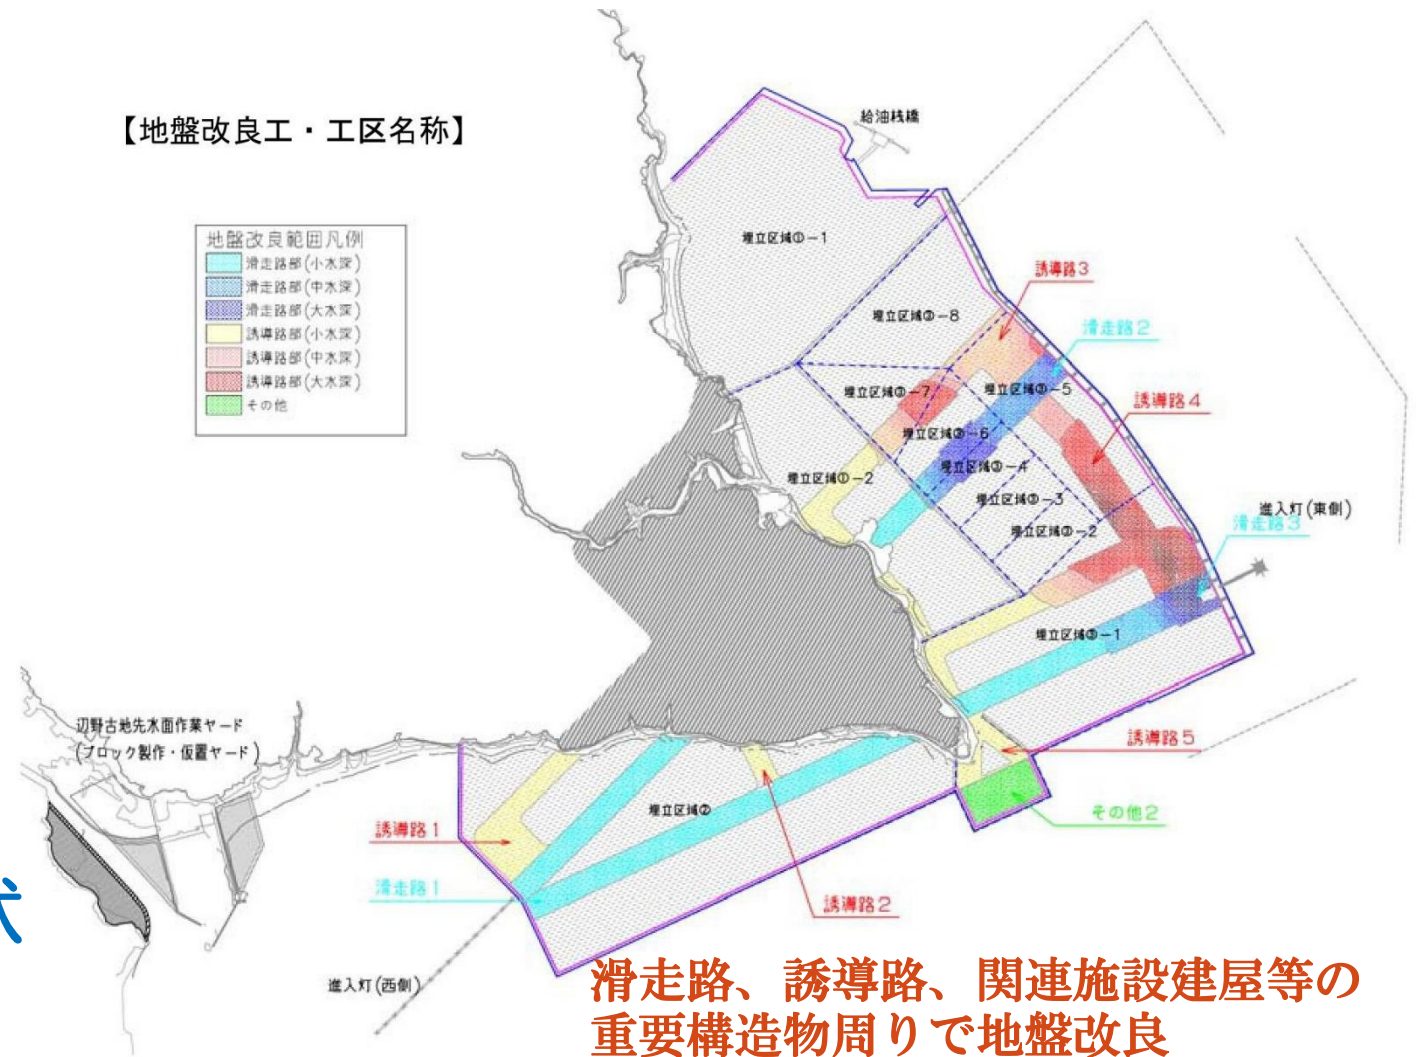 【地盤改良工・工区名称】
給油桟橋
地盤改良範囲凡例
滑走路部(小水深)
滑走路部(中水深)
滑走路部(大水深)
誘導路部(小水深)
誘導路部(中水深)
誘導路部(大水深)
その他
埋立区域①-1
誘導路3
埋立区域③-8
滑走路2
埋立区域③-7
埋立区域③-5
誘導路4
埋立区域③-6
埋立区域③-4
埋立区域①-2
埋立区域③-3
進入灯(東側)
滑走路3
埋立区域③-2
埋立区域③-1
辺野古地先水面作業ヤード
(ブロック製作・仮置ヤード)
誘導路5
埋立区域②
その他2
誘導路1
滑走路1
誘導路2
進入灯(西側)
滑走路、誘導路、関連施設建屋等の
重要構造物周りで地盤改良